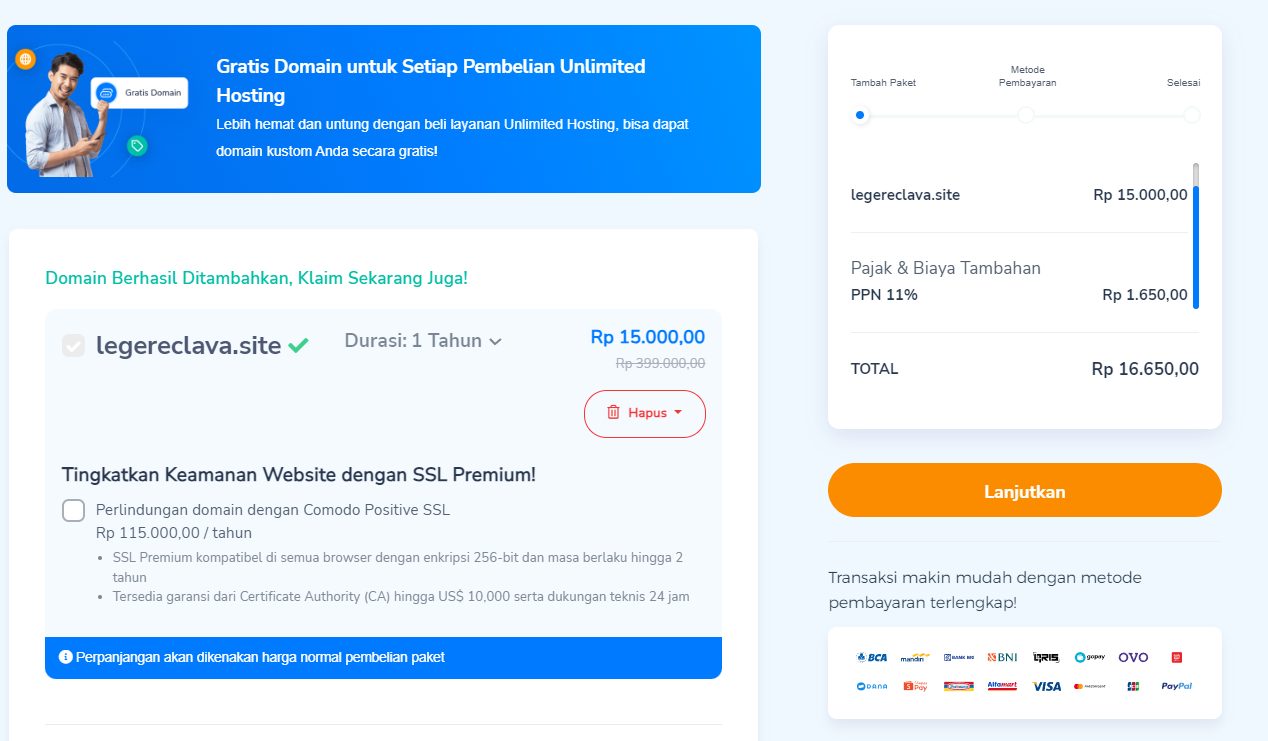 Gratis Domain
Gratis Domain untuk Setiap Pembelian Unlimited
Hosting
Lebih hemat dan untung dengan beli layanan Unlimited Hosting, bisa dapat
domain kustom Anda secara gratis!
Domain Berhasil Ditambahkan, Klaim Sekarang Juga!
legereclava.site
Durasi: 1 Tahun
Rp 15.000,00
Rp 399.000,00
Hapus
Tingkatkan Keamanan Website dengan SSL Premium!
Perlindungan domain dengan Comodo Positive SSL
Rp 115.000,00 / tahun
• SSL Premium kompatibel di semua browser dengan enkripsi 256-bit dan masa berlaku hingga 2
tahun
• Tersedia garansi dari Certificate Authority (CA) hingga US$ 10,000 serta dukungan teknis 24 jam
Perpanjangan akan dikenakan harga normal pembelian paket
Tambah Paket
Metode
Pembayaran
Selesai
legereclava.site Rp 15.000,00
Pajak & Biaya Tambahan
PPN 11% Rp 1.650,00
TOTAL Rp 16.650,00
Lanjutkan
Transaksi makin mudah dengan metode
pembayaran terlengkap!
BCA mandiri BANK BRI BNI QRIS gopay OVO
DANA Pay Alfamart VISA mastercard JCB PayPal